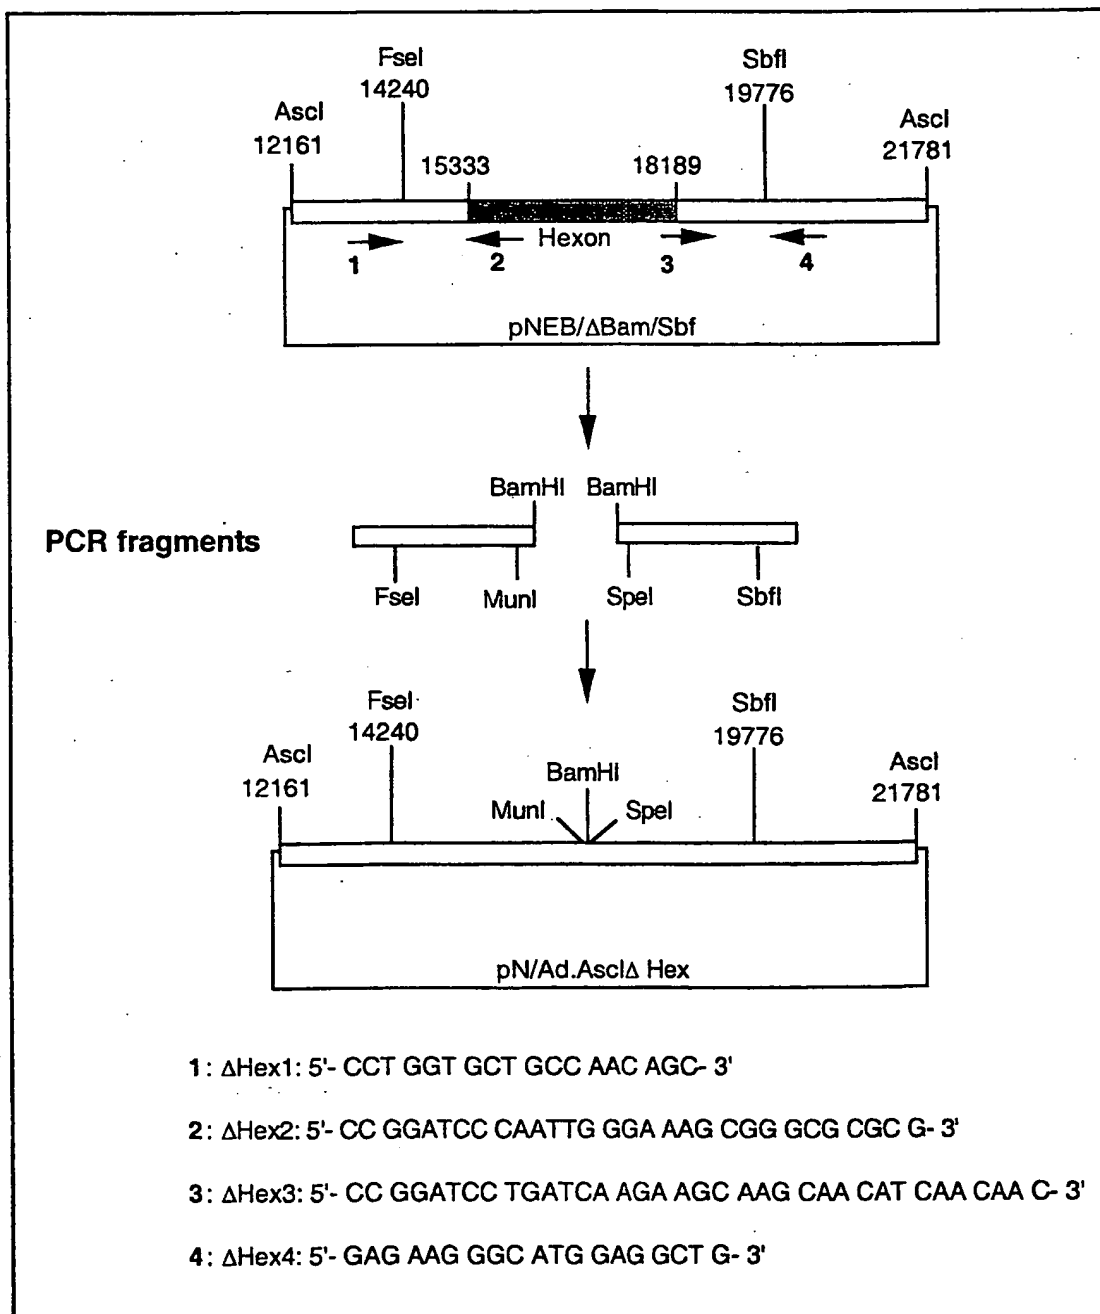 FseI
14240
SbfI
19776
AscI
12161
AscI
21781
15333
18189
Hexon
1
2
3
4
pNEB/ΔBam/Sbf
BamHI BamHI
PCR fragments
FseI
MunI
SpeI
SbfI
FseI
14240
SbfI
19776
AscI
12161
BamHI
AscI
21781
MunI
SpeI
pN/Ad.AscIΔ Hex
1: ΔHex1: 5'- CCT GGT GCT GCC AAC AGC- 3'
2: ΔHex2: 5'- CC GGATCC CAATTG GGA AAG CGG GCG CGC G- 3'
3: ΔHex3: 5'- CC GGATCC TGATCA AGA AGC AAG CAA CAT CAA CAA C- 3'
4: ΔHex4: 5'- GAG AAG GGC ATG GAG GCT G- 3'